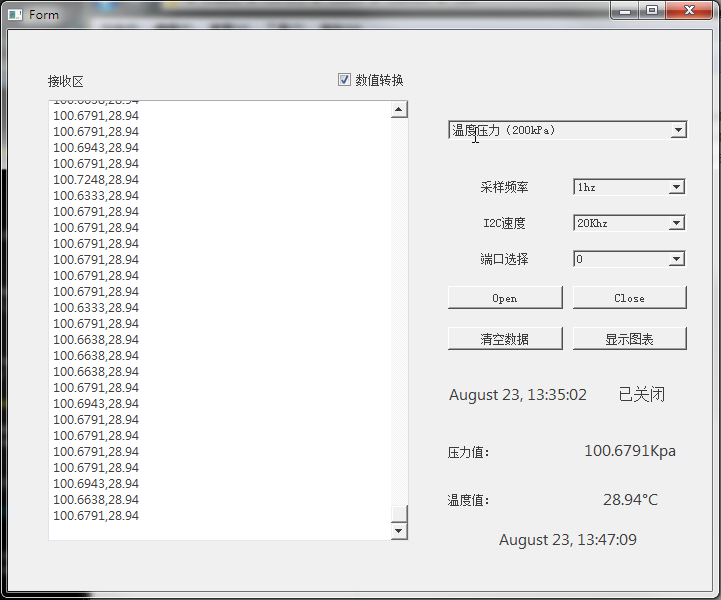 Form
接收区
数值转换
100.6638,28.94
100.6791,28.94
100.6791,28.94
100.6943,28.94
100.6791,28.94
100.7248,28.94
100.6333,28.94
100.6791,28.94
100.6791,28.94
100.6791,28.94
100.6791,28.94
100.6791,28.94
100.6791,28.94
100.6333,28.94
100.6791,28.94
100.6638,28.94
100.6638,28.94
100.6638,28.94
100.6791,28.94
100.6943,28.94
100.6791,28.94
100.6791,28.94
100.6791,28.94
100.6791,28.94
100.6943,28.94
100.6638,28.94
100.6791,28.94
温度压力（200kPa）
采样频率 1hz
I2C速度 20Khz
端口选择 0
Open Close
清空数据 显示图表
August 23, 13:35:02 已关闭
压力值： 100.6791Kpa
温度值： 28.94°C
August 23, 13:47:09